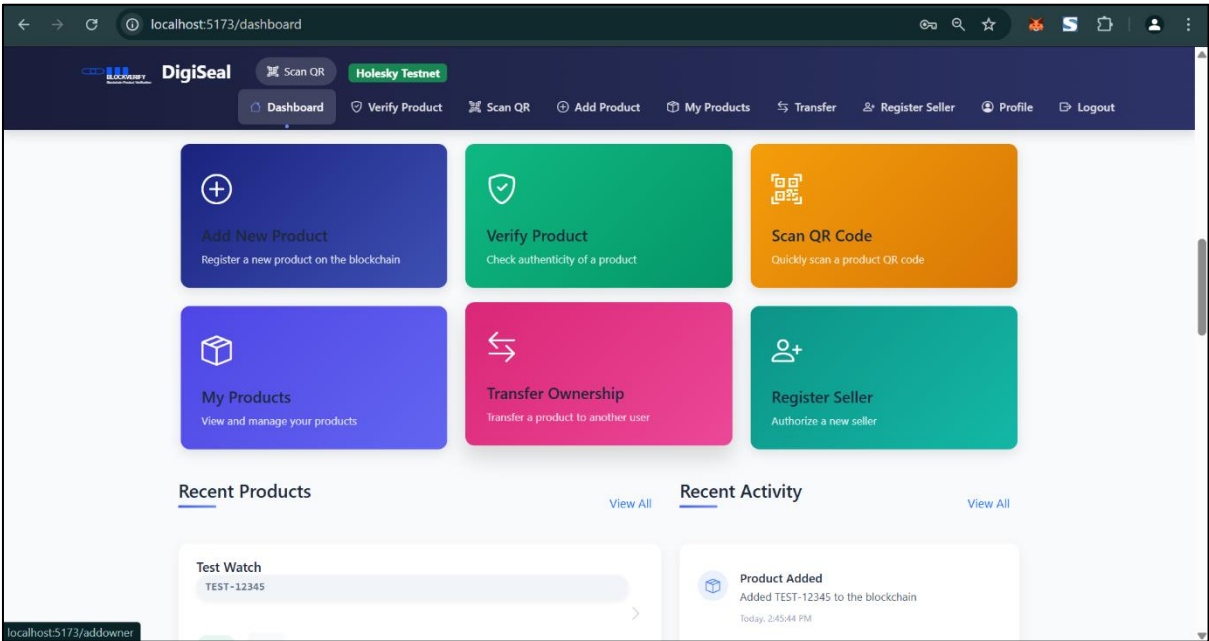 localhost:5173/dashboard
BLOCKVERIFY
Blockchain Product Verification
DigiSeal
Scan QR
Holesky Testnet
Dashboard
Verify Product
Scan QR
Add Product
My Products
Transfer
Register Seller
Profile
Logout
Add New Product
Register a new product on the blockchain
Verify Product
Check authenticity of a product
Scan QR Code
Quickly scan a product QR code
My Products
View and manage your products
Transfer Ownership
Transfer a product to another user
Register Seller
Authorize a new seller
Recent Products
View All
Recent Activity
View All
Test Watch
TEST-12345
Product Added
Added TEST-12345 to the blockchain
Today, 2:45:44 PM
localhost:5173/addowner